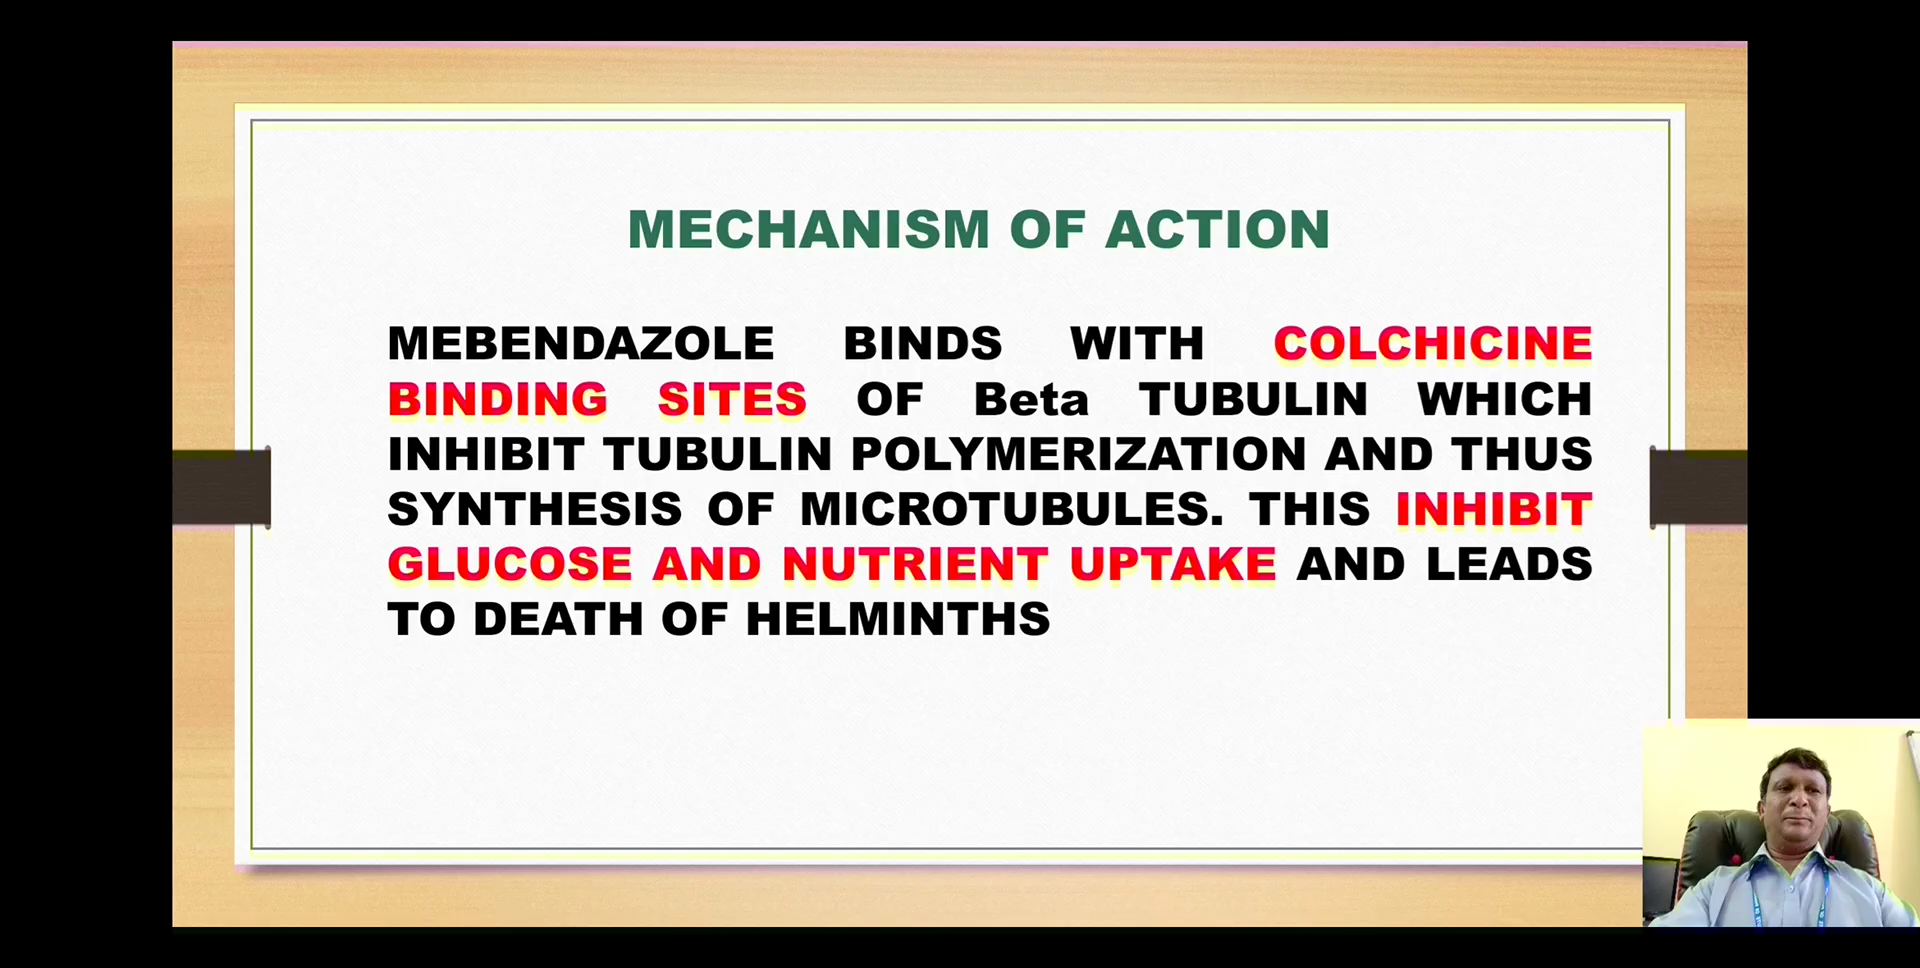 MECHANISM OF ACTION
MEBENDAZOLE BINDS WITH COLCHICINE
BINDING SITES OF Beta TUBULIN WHICH
INHIBIT TUBULIN POLYMERIZATION AND THUS
SYNTHESIS OF MICROTUBULES. THIS INHIBIT
GLUCOSE AND NUTRIENT UPTAKE AND LEADS
TO DEATH OF HELMINTHS